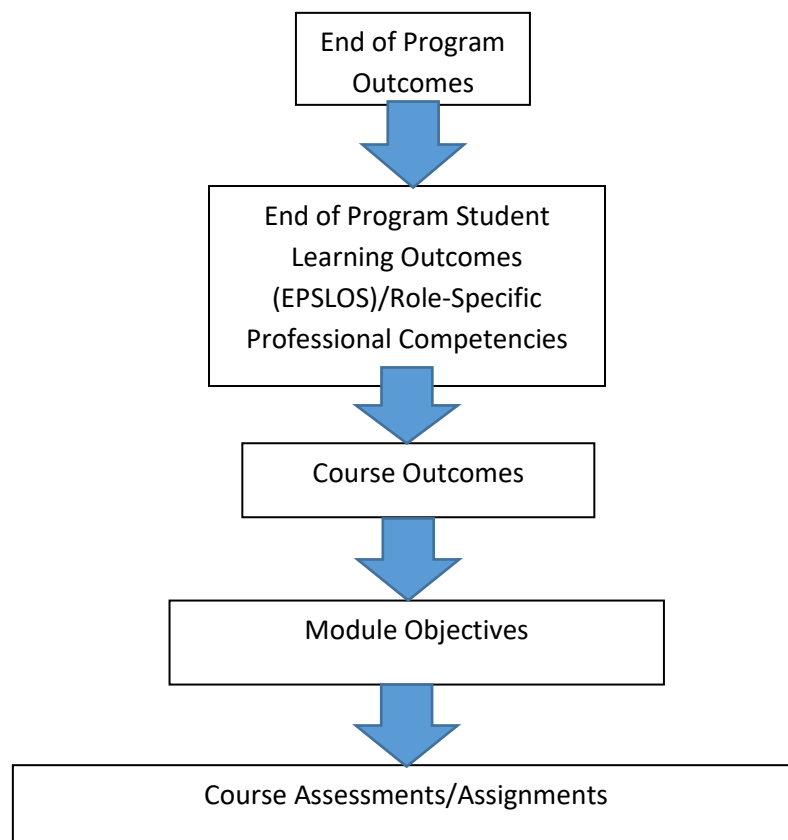 End of Program
Outcomes
End of Program Student
Learning Outcomes
(EPSLOS)/Role-Specific
Professional Competencies
Course Outcomes
Module Objectives
Course Assessments/Assignments